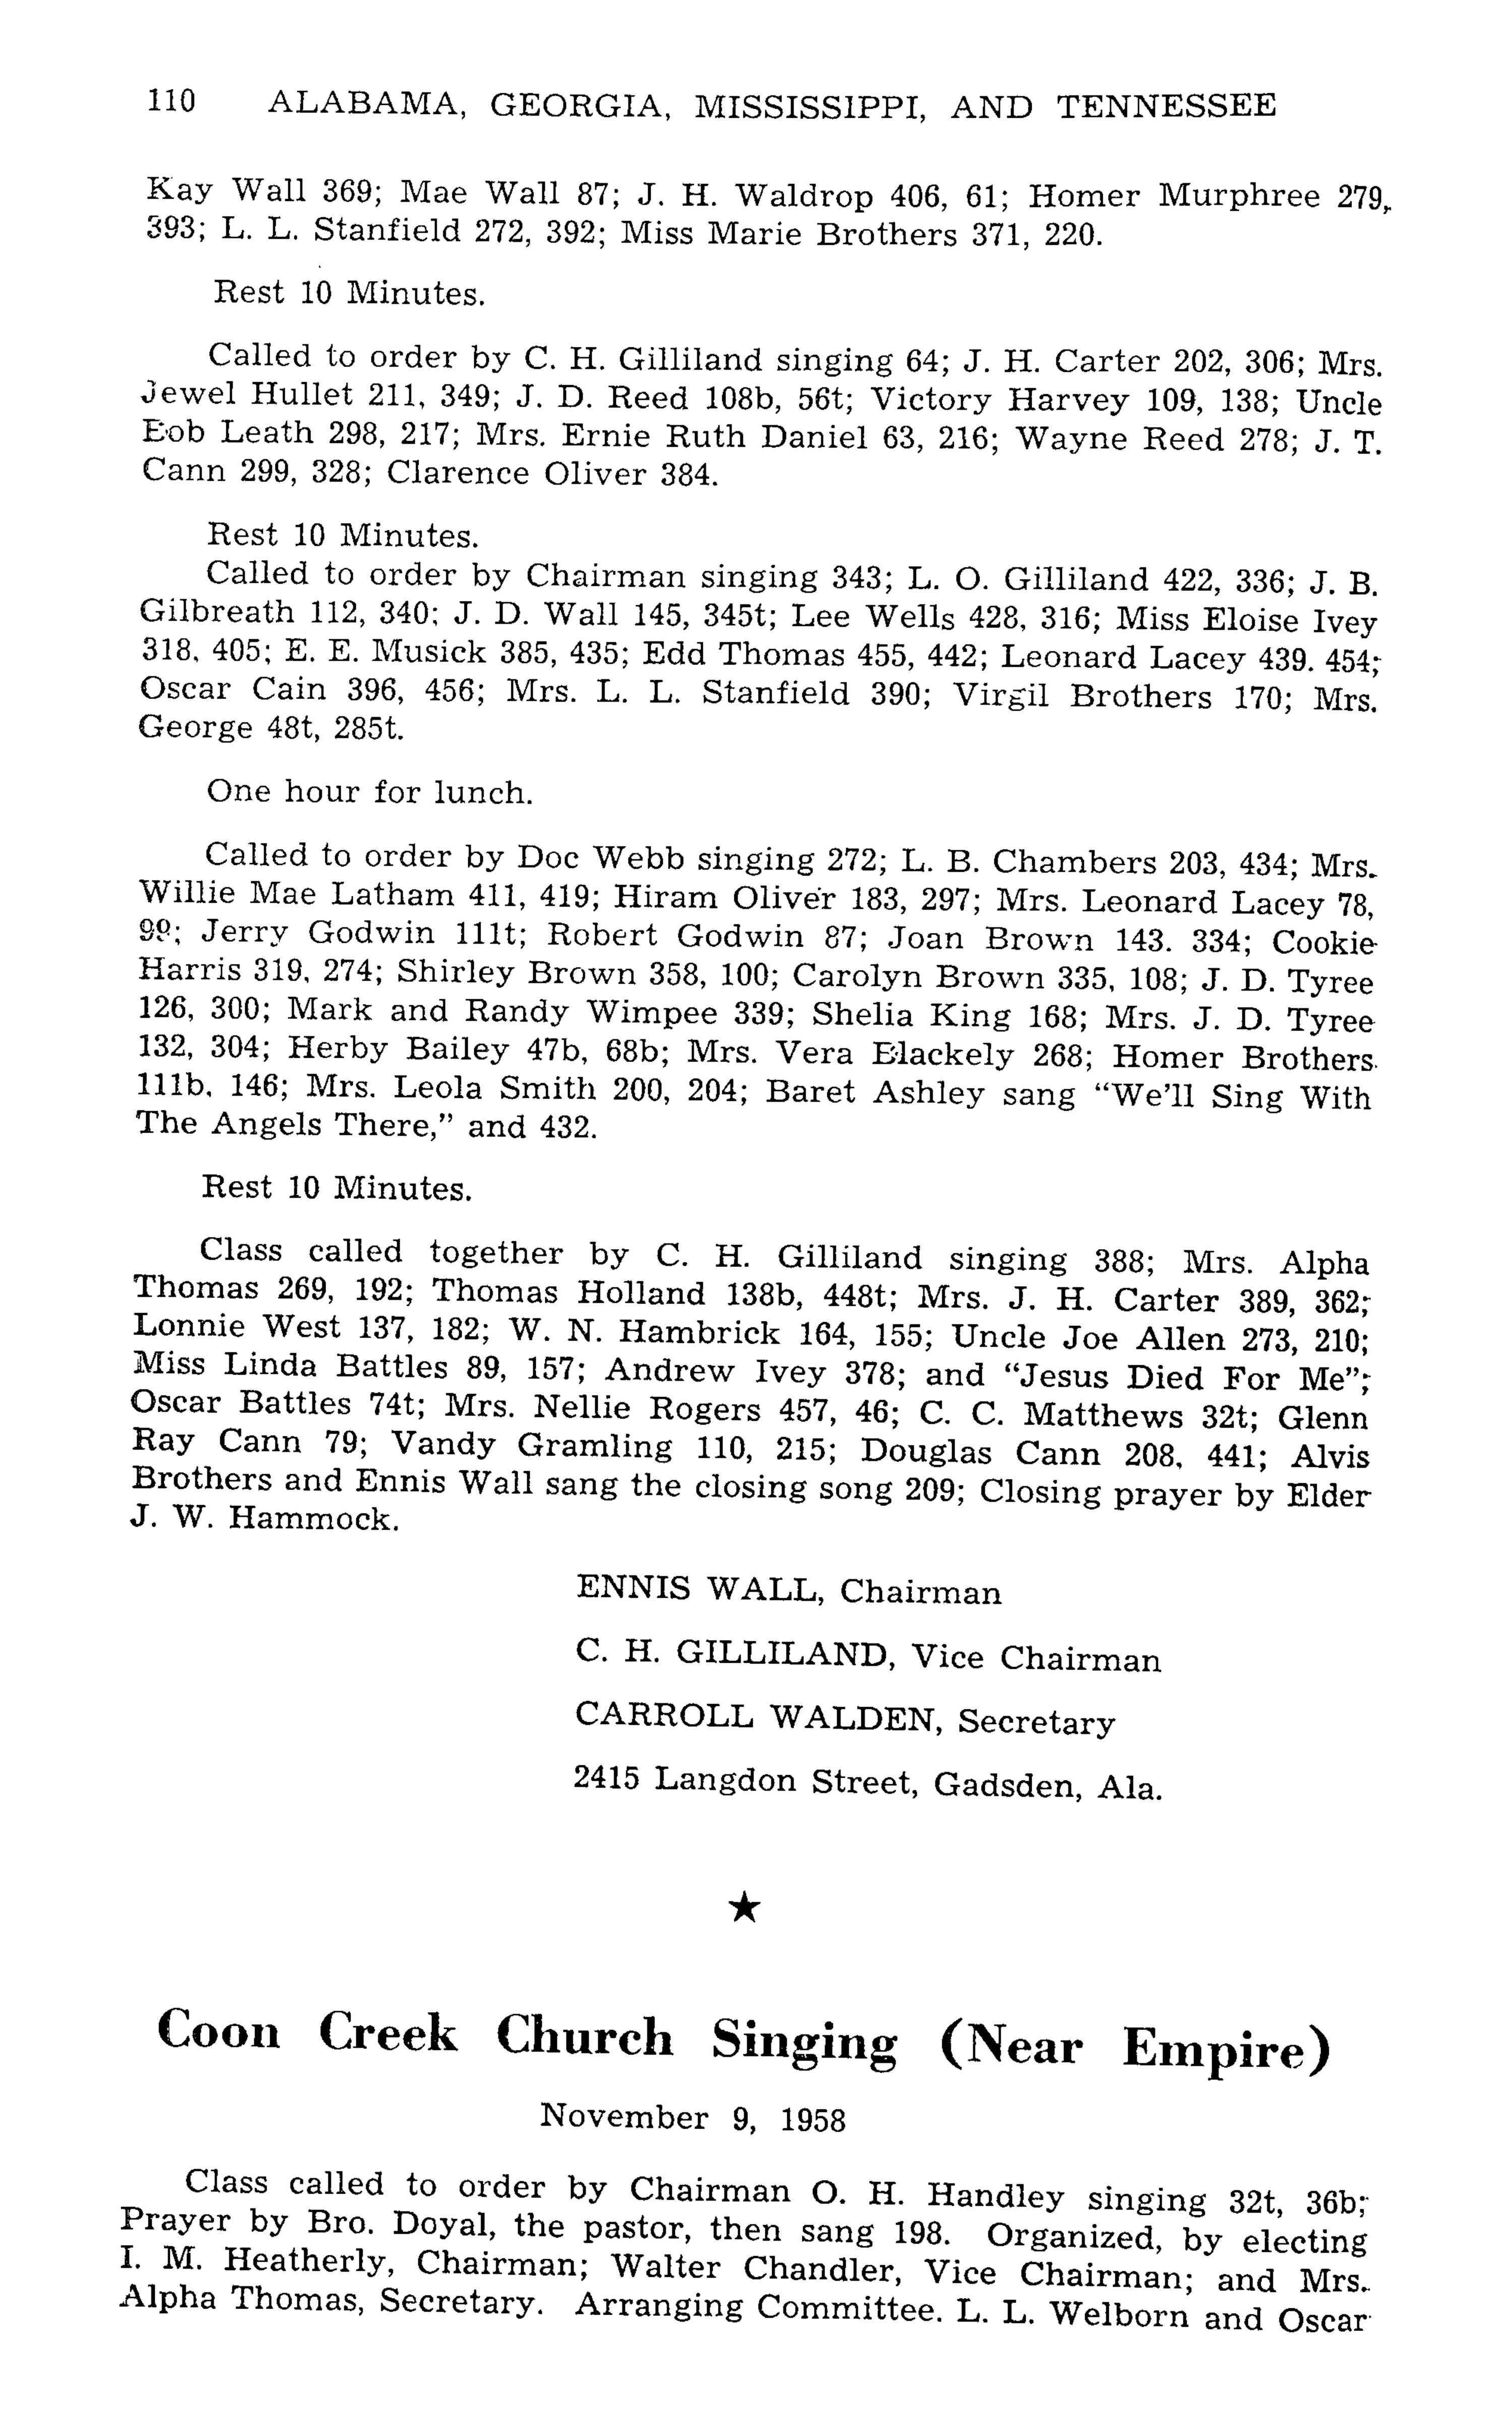 110 ALABAMA, GEORGIA, MISSISSIPPI, AND TENNESSEE
Kay Wall 369; Mae Wall 87; J. H. Waldrop 406, 61; Homer Murphree 279,
393; L. L. Stanfield 272, 392; Miss Marie Brothers 371, 220.
Rest 10 Minutes.
Called to order by C. H. Gilliland singing 64; J. H. Carter 202, 306; Mrs.
Jewel Hullet 211, 349; J. D. Reed 108b, 56t; Victory Harvey 109, 138; Uncle
Bob Leath 298, 217; Mrs. Ernie Ruth Daniel 63, 216; Wayne Reed 278; J. T.
Cann 299, 328; Clarence Oliver 384.
Rest 10 Minutes.
Called to order by Chairman singing 343; L. O. Gilliland 422, 336; J. B.
Gilbreath 112, 340; J. D. Wall 145, 345t; Lee Wells 428, 316; Miss Eloise Ivey
318, 405; E. E. Musick 385, 435; Edd Thomas 455, 442; Leonard Lacey 439. 454;
Oscar Cain 396, 456; Mrs. L. L. Stanfield 390; Virgil Brothers 170; Mrs.
George 48t, 285t.
One hour for lunch.
Called to order by Doc Webb singing 272; L. B. Chambers 203, 434; Mrs.
Willie Mae Latham 411, 419; Hiram Oliver 183, 297; Mrs. Leonard Lacey 78,
99; Jerry Godwin 111t; Robert Godwin 87; Joan Brown 143. 334; Cookie
Harris 319, 274; Shirley Brown 358, 100; Carolyn Brown 335, 108; J. D. Tyree
126, 300; Mark and Randy Wimpee 339; Shelia King 168; Mrs. J. D. Tyree
132, 304; Herby Bailey 47b, 68b; Mrs. Vera Blackely 268; Homer Brothers
111b, 146; Mrs. Leola Smith 200, 204; Baret Ashley sang "We'll Sing With
The Angels There," and 432.
Rest 10 Minutes.
Class called together by C. H. Gilliland singing 388; Mrs. Alpha
Thomas 269, 192; Thomas Holland 138b, 448t; Mrs. J. H. Carter 389, 362;
Lonnie West 137, 182; W. N. Hambrick 164, 155; Uncle Joe Allen 273, 210;
Miss Linda Battles 89, 157; Andrew Ivey 378; and "Jesus Died For Me";
Oscar Battles 74t; Mrs. Nellie Rogers 457, 46; C. C. Matthews 32t; Glenn
Ray Cann 79; Vandy Gramling 110, 215; Douglas Cann 208, 441; Alvis
Brothers and Ennis Wall sang the closing song 209; Closing prayer by Elder
J. W. Hammock.
ENNIS WALL, Chairman
C. H. GILLILAND, Vice Chairman
CARROLL WALDEN, Secretary
2415 Langdon Street, Gadsden, Ala.
★
Coon Creek Church Singing (Near Empire)
November 9, 1958
Class called to order by Chairman O. H. Handley singing 32t, 36b;
Prayer by Bro. Doyal, the pastor, then sang 198. Organized, by electing
I. M. Heatherly, Chairman; Walter Chandler, Vice Chairman; and Mrs.
Alpha Thomas, Secretary. Arranging Committee. L. L. Welborn and Oscar